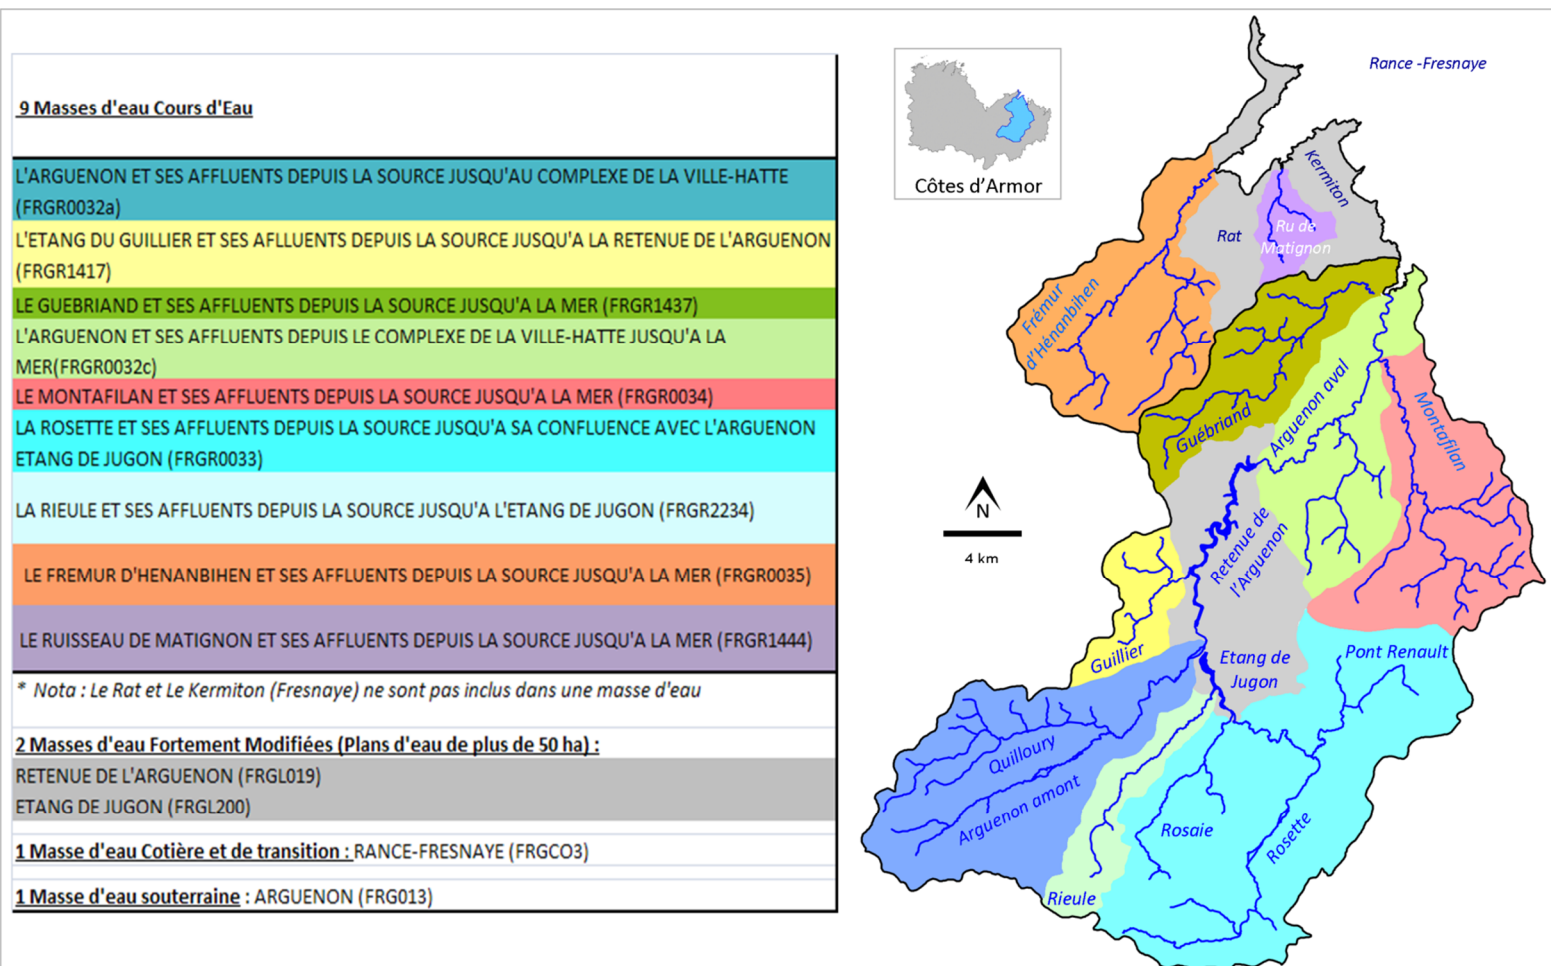 9 Masses d'eau Cours d'Eau
L'ARGUENON ET SES AFFLUENTS DEPUIS LA SOURCE JUSQU'AU COMPLEXE DE LA VILLE-HATTE
(FRGR0032a)
L'ETANG DU GUILLIER ET SES AFLLUENTS DEPUIS LA SOURCE JUSQU'A LA RETENUE DE L'ARGUENON
(FRGR1417)
LE GUEBRIAND ET SES AFFLUENTS DEPUIS LA SOURCE JUSQU'A LA MER (FRGR1437)
L'ARGUENON ET SES AFFLUENTS DEPUIS LE COMPLEXE DE LA VILLE-HATTE JUSQU'A LA
MER(FRGR0032c)
LE MONTAFILAN ET SES AFFLUENTS DEPUIS LA SOURCE JUSQU'A LA MER (FRGR0034)
LA ROSETTE ET SES AFFLUENTS DEPUIS LA SOURCE JUSQU'A SA CONFLUENCE AVEC L'ARGUENON
ETANG DE JUGON (FRGR0033)
LA RIEULE ET SES AFFLUENTS DEPUIS LA SOURCE JUSQU'A L'ETANG DE JUGON (FRGR2234)
LE FREMUR D'HENANBIHEN ET SES AFFLUENTS DEPUIS LA SOURCE JUSQU'A LA MER (FRGR0035)
LE RUISSEAU DE MATIGNON ET SES AFFLUENTS DEPUIS LA SOURCE JUSQU'A LA MER (FRGR1444)
* Nota : Le Rat et Le Kermiton (Fresnaye) ne sont pas inclus dans une masse d'eau
2 Masses d'eau Fortement Modifiées (Plans d'eau de plus de 50 ha) :
RETENUE DE L'ARGUENON (FRGL019)
ETANG DE JUGON (FRGL200)
1 Masse d'eau Cotière et de transition : RANCE-FRESNAYE (FRGCO3)
1 Masse d'eau souterraine : ARGUENON (FRG013)
Côtes d'Armor
Rance -Fresnaye
Kermiton
Rat
Ru de
Matignon
Frémur
d'Hénanbihen
Guébriand
Arguenon aval
Montafilan
N
4 km
Retenue de
l'Arguenon
Guillier
Etang de
Jugon
Pont Renault
Quilloury
Arguenon amont
Rosaie
Rosette
Rieule